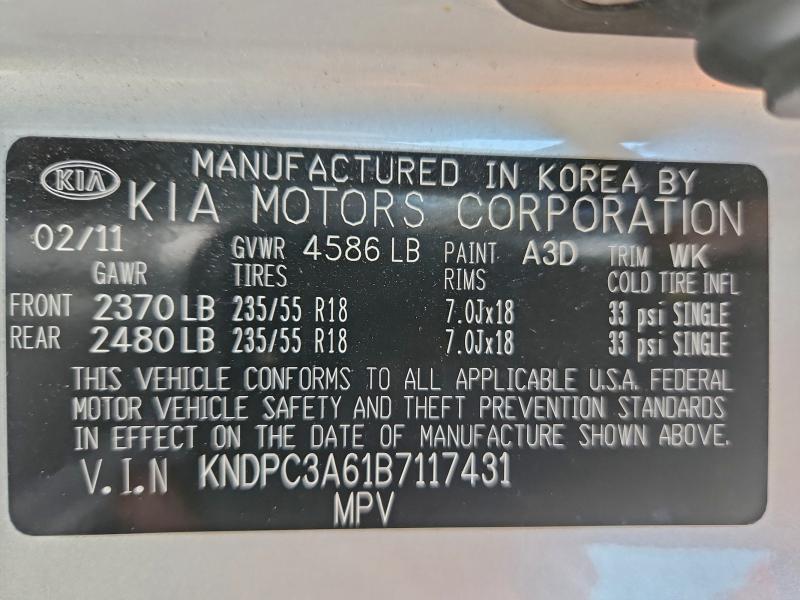 KIA MANUFACTURED IN KOREA BY
KIA MOTORS CORPORATION
02/11 GVWR 4586 LB PAINT A3D TRIM WK
GAWR TIRES RIMS COLD TIRE INFL
FRONT 2370 LB 235/55 R18 7.0Jx18 33 psi SINGLE
REAR 2480 LB 235/55 R18 7.0Jx18 33 psi SINGLE
THIS VEHICLE CONFORMS TO ALL APPLICABLE U.S.A. FEDERAL
MOTOR VEHICLE SAFETY AND THEFT PREVENTION STANDARDS
IN EFFECT ON THE DATE OF MANUFACTURE SHOWN ABOVE.
V.I.N KNDPC3A61B7117431
MPV